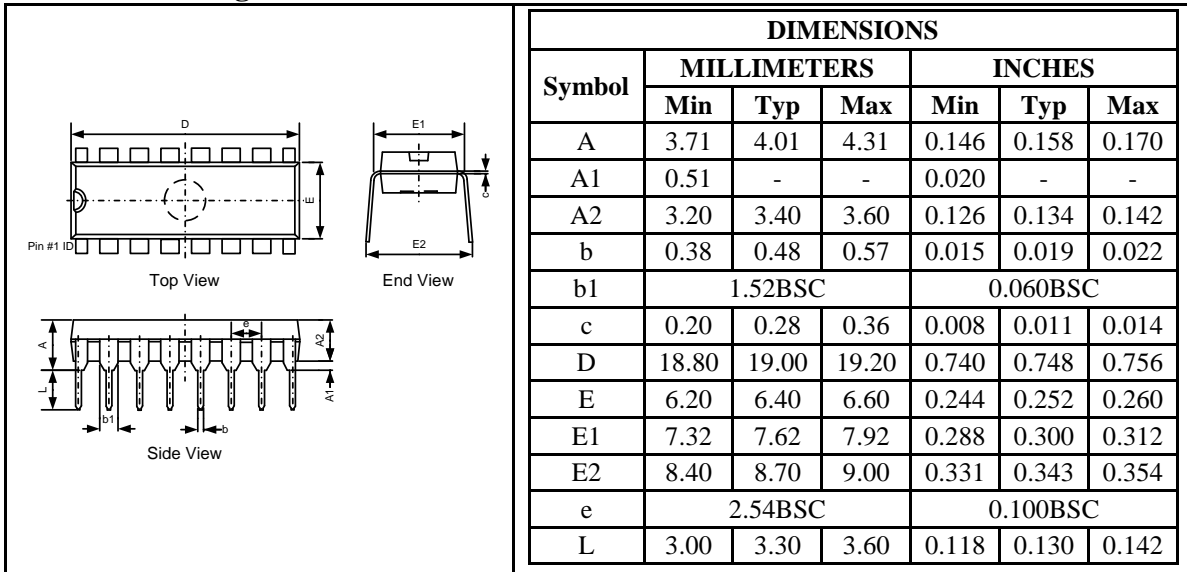 D
E
Pin #1 ID
Top View
E1
c
E2
End View
A
e
A2
L
A1
b1
b
Side View
DIMENSIONS
Symbol MILLIMETERS INCHES
Min Typ Max Min Typ Max
A 3.71 4.01 4.31 0.146 0.158 0.170
A1 0.51 - - 0.020 - -
A2 3.20 3.40 3.60 0.126 0.134 0.142
b 0.38 0.48 0.57 0.015 0.019 0.022
b1 1.52BSC 0.060BSC
c 0.20 0.28 0.36 0.008 0.011 0.014
D 18.80 19.00 19.20 0.740 0.748 0.756
E 6.20 6.40 6.60 0.244 0.252 0.260
E1 7.32 7.62 7.92 0.288 0.300 0.312
E2 8.40 8.70 9.00 0.331 0.343 0.354
e 2.54BSC 0.100BSC
L 3.00 3.30 3.60 0.118 0.130 0.142